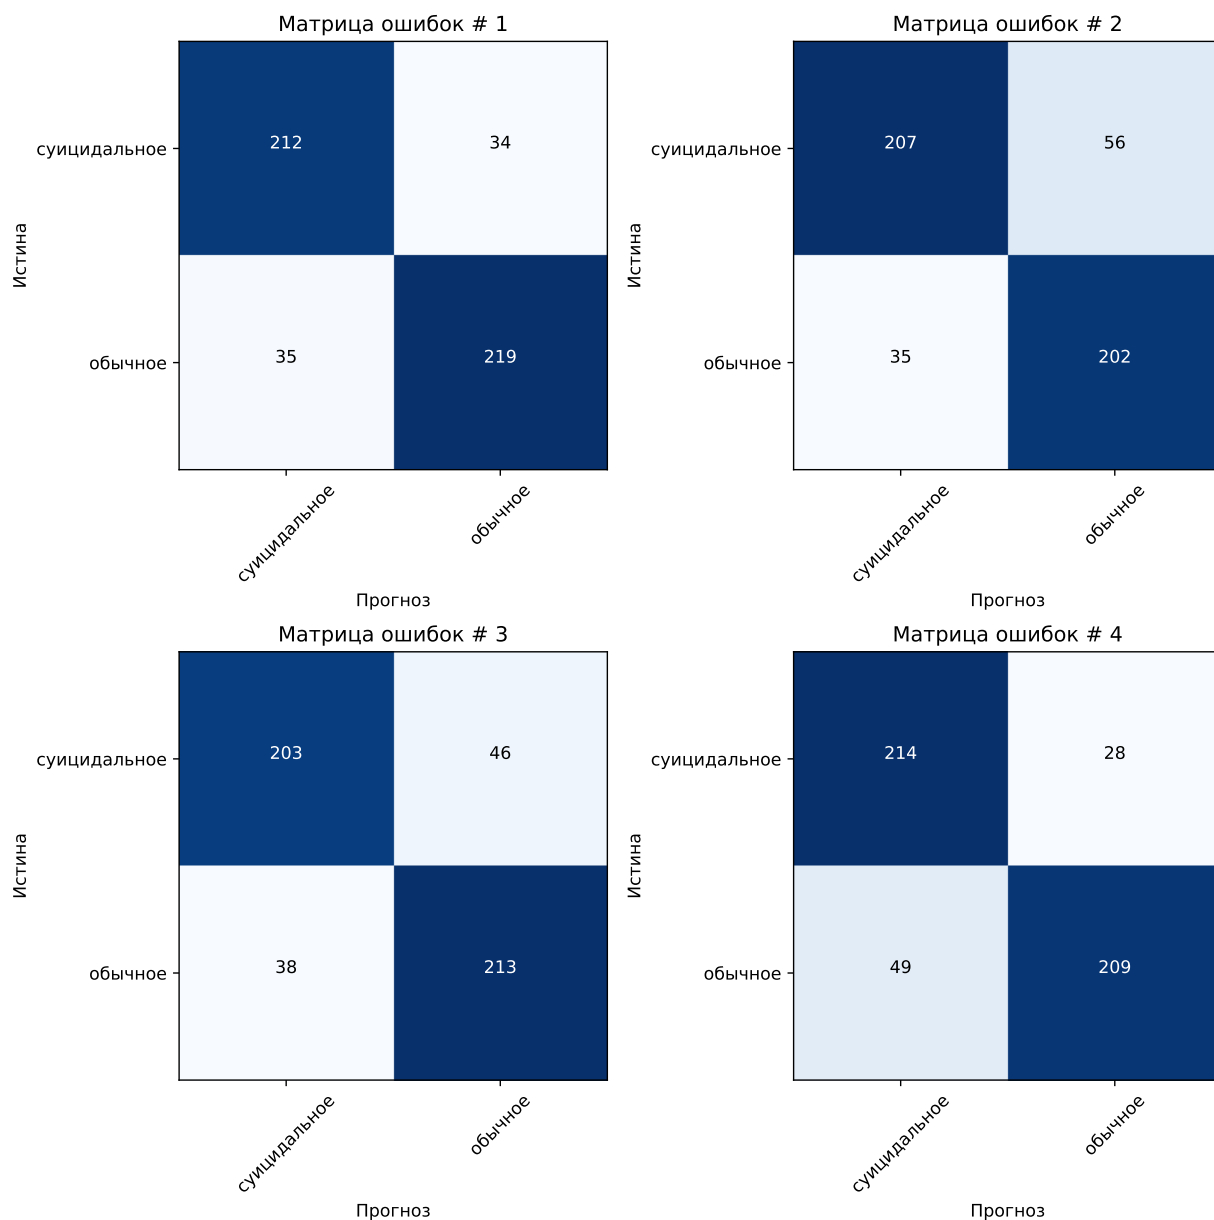 Матрица ошибок # 1
суицидальное
212
34
Истина
обычное
35
219
суицидальное
обычное
Прогноз
Матрица ошибок # 2
суицидальное
207
56
Истина
обычное
35
202
суицидальное
обычное
Прогноз
Матрица ошибок # 3
суицидальное
203
46
Истина
обычное
38
213
суицидальное
обычное
Прогноз
Матрица ошибок # 4
суицидальное
214
28
Истина
обычное
49
209
суицидальное
обычное
Прогноз